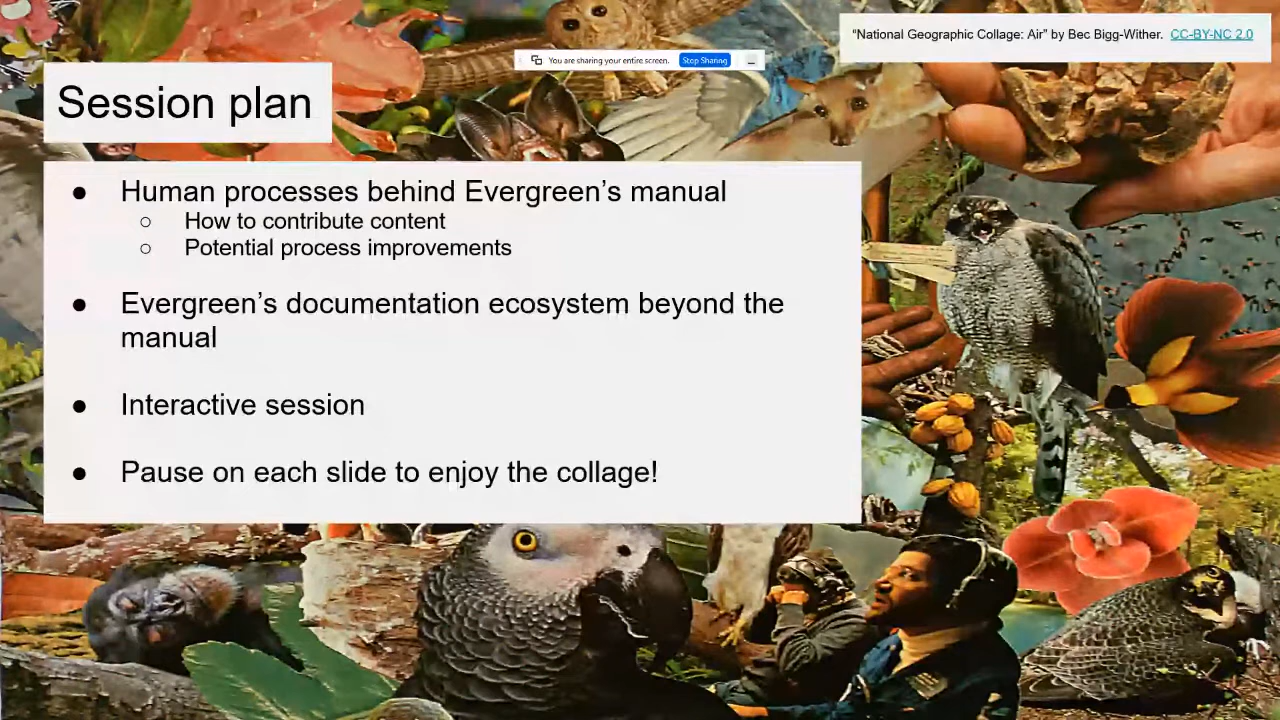 “National Geographic Collage: Air” by Bec Bigg-Wither. CC-BY-NC 2.0
You are sharing your entire screen. Stop Sharing
Session plan
● Human processes behind Evergreen’s manual
○ How to contribute content
○ Potential process improvements
● Evergreen’s documentation ecosystem beyond the
manual
● Interactive session
● Pause on each slide to enjoy the collage!